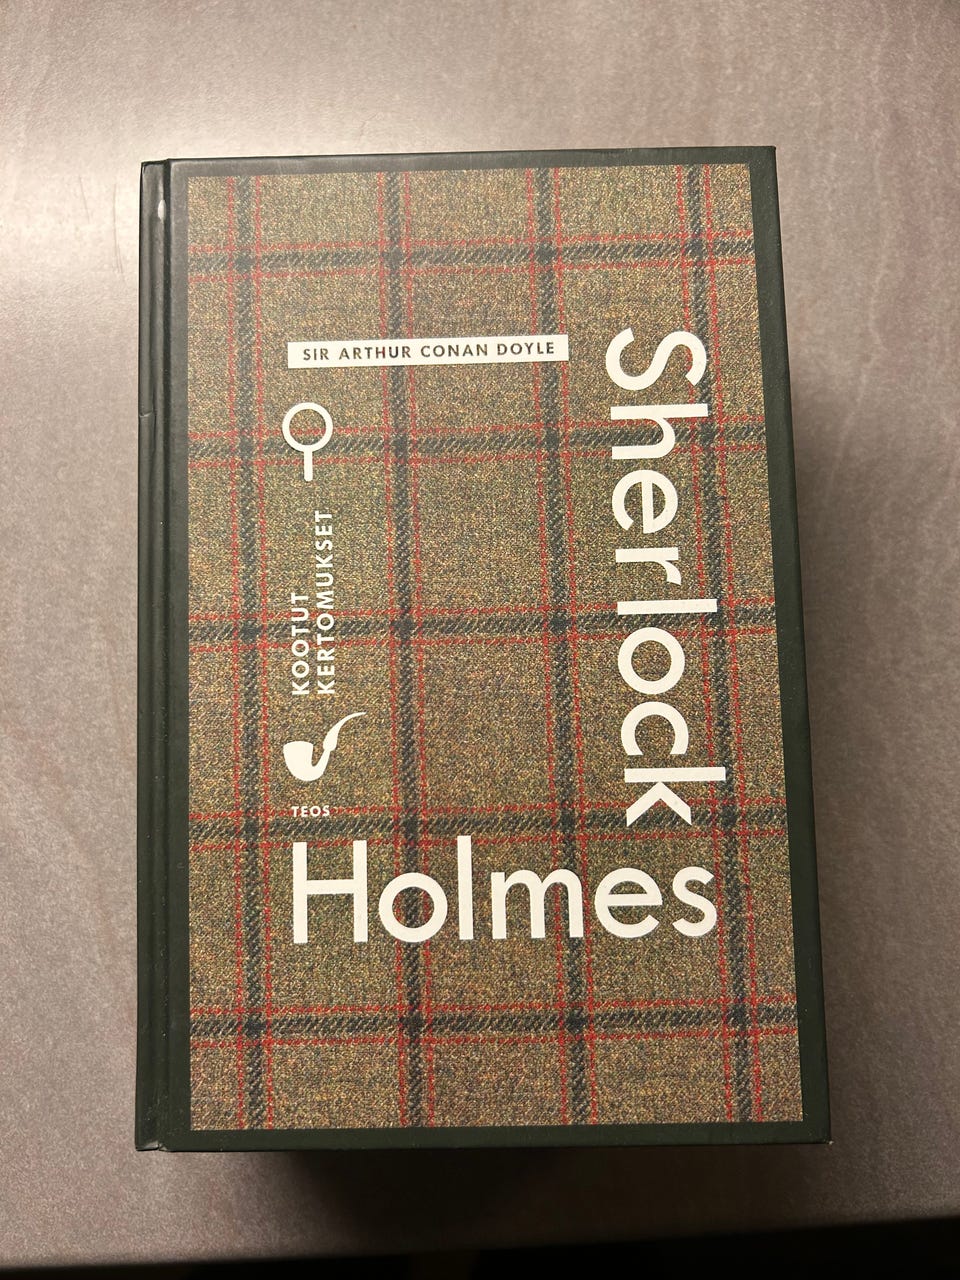 SIR ARTHUR CONAN DOYLE
Sherlock
Holmes
KOOTUT
KERTOMUKSET
TEOS